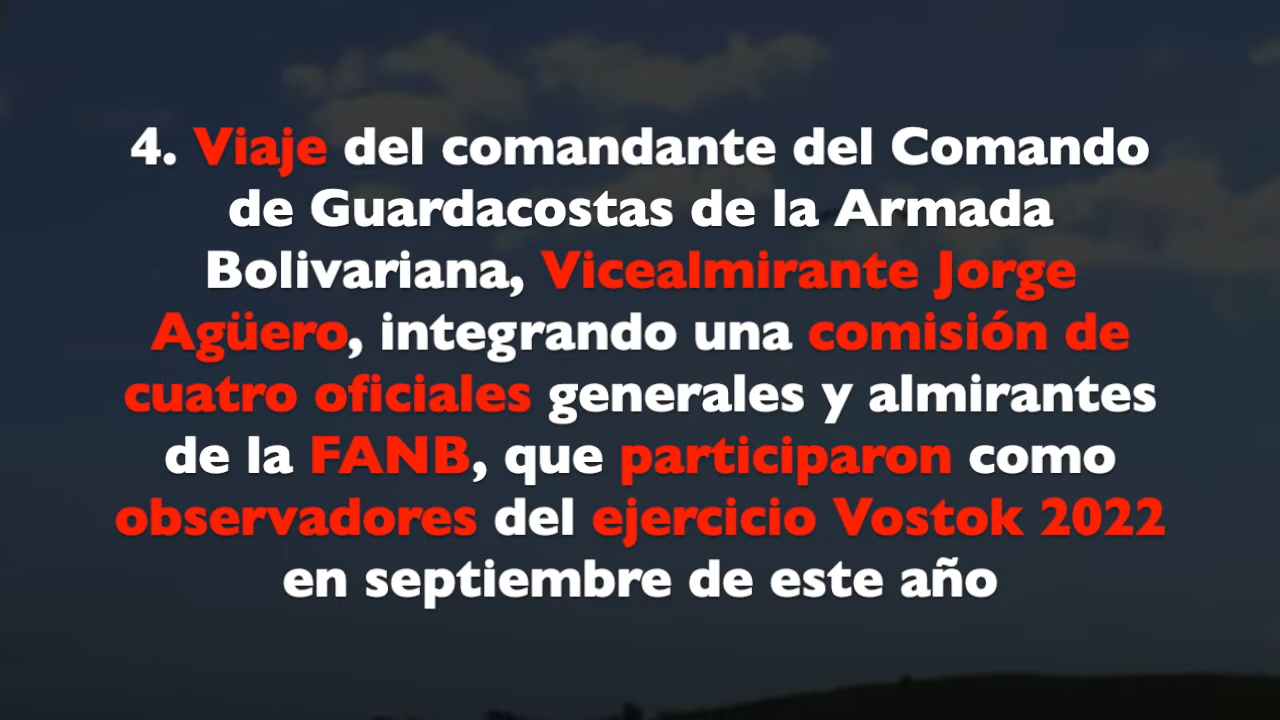 4. Viaje del comandante del Comando
de Guardacostas de la Armada
Bolivariana, Vicealmirante Jorge
Agüero, integrando una comisión de
cuatro oficiales generales y almirantes
de la FANB, que participaron como
observadores del ejercicio Vostok 2022
en septiembre de este año